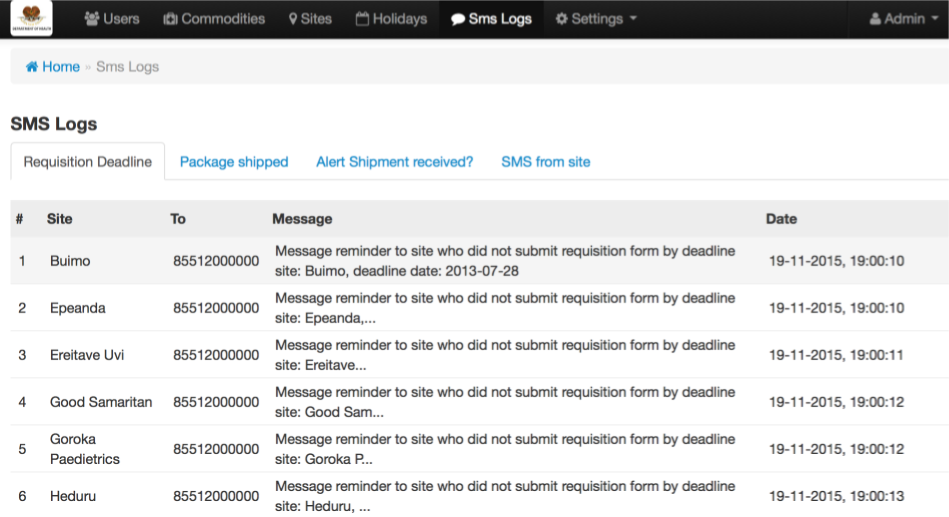 DEPARTMENT OF HEALTH
Users Commodities Sites Holidays Sms Logs Settings Admin
Home » Sms Logs
SMS Logs
Requisition Deadline Package shipped Alert Shipment received? SMS from site
# Site To Message Date
1 Buimo 85512000000 Message reminder to site who did not submit requisition form by deadline 19-11-2015, 19:00:10
site: Buimo, deadline date: 2013-07-28
2 Epeanda 85512000000 Message reminder to site who did not submit requisition form by deadline 19-11-2015, 19:00:10
site: Epeanda,...
3 Ereitave Uvi 85512000000 Message reminder to site who did not submit requisition form by deadline 19-11-2015, 19:00:11
site: Ereitave...
4 Good Samaritan 85512000000 Message reminder to site who did not submit requisition form by deadline 19-11-2015, 19:00:12
site: Good Sam...
5 Goroka 85512000000 Message reminder to site who did not submit requisition form by deadline 19-11-2015, 19:00:12
Paedietrics site: Goroka P...
6 Heduru 85512000000 Message reminder to site who did not submit requisition form by deadline 19-11-2015, 19:00:13
site: Heduru, ...